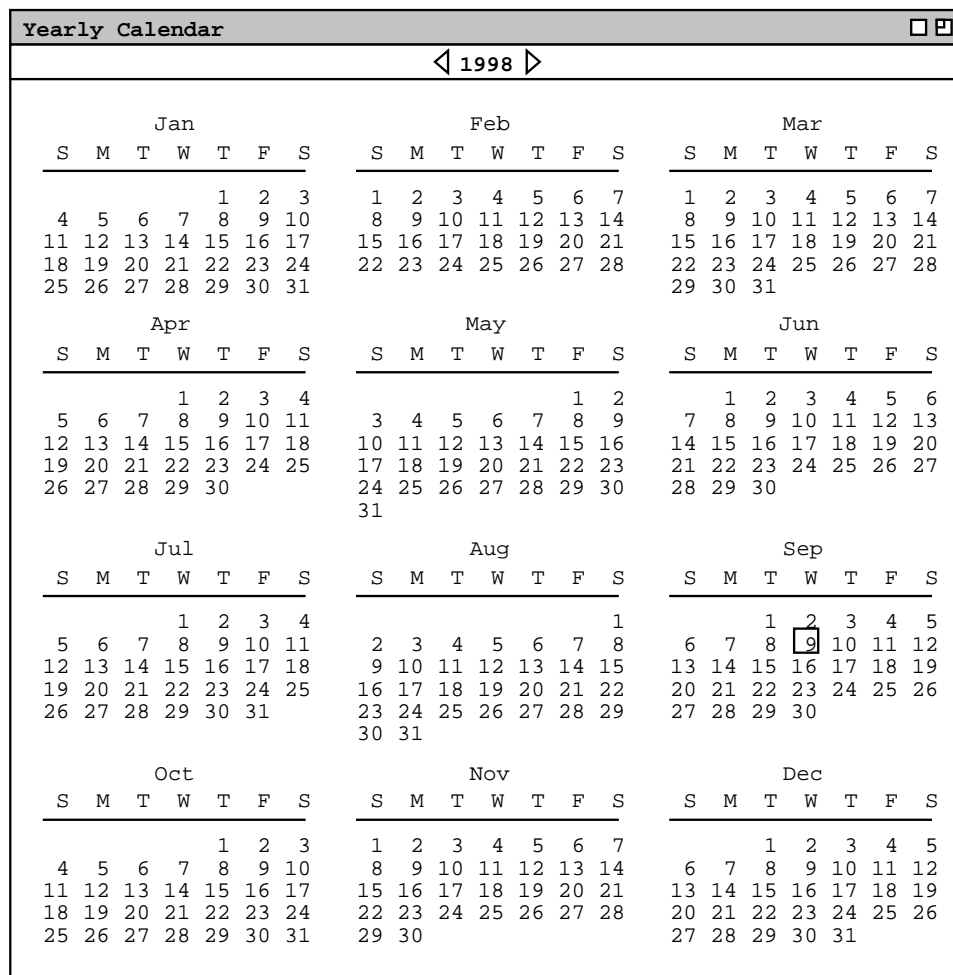 Yearly Calendar
1998
Jan Feb Mar
S M T W T F S S M T W T F S S M T W T F S
1 2 3 1 2 3 4 5 6 7 1 2 3 4 5 6 7
4 5 6 7 8 9 10 8 9 10 11 12 13 14 8 9 10 11 12 13 14
11 12 13 14 15 16 17 15 16 17 18 19 20 21 15 16 17 18 19 20 21
18 19 20 21 22 23 24 22 23 24 25 26 27 28 22 23 24 25 26 27 28
25 26 27 28 29 30 31 29 30 31
Apr May Jun
S M T W T F S S M T W T F S S M T W T F S
1 2 3 4 1 2 1 2 3 4 5 6
5 6 7 8 9 10 11 3 4 5 6 7 8 9 7 8 9 10 11 12 13
12 13 14 15 16 17 18 10 11 12 13 14 15 16 14 15 16 17 18 19 20
19 20 21 22 23 24 25 17 18 19 20 21 22 23 21 22 23 24 25 26 27
26 27 28 29 30 24 25 26 27 28 29 30 28 29 30
31
Jul Aug Sep
S M T W T F S S M T W T F S S M T W T F S
1 2 3 4 1 1 2 3 4 5
5 6 7 8 9 10 11 2 3 4 5 6 7 8 6 7 8 9 10 11 12
12 13 14 15 16 17 18 9 10 11 12 13 14 15 13 14 15 16 17 18 19
19 20 21 22 23 24 25 16 17 18 19 20 21 22 20 21 22 23 24 25 26
26 27 28 29 30 31 23 24 25 26 27 28 29 27 28 29 30
30 31
Oct Nov Dec
S M T W T F S S M T W T F S S M T W T F S
1 2 3 1 2 3 4 5 6 7 1 2 3 4 5
4 5 6 7 8 9 10 8 9 10 11 12 13 14 6 7 8 9 10 11 12
11 12 13 14 15 16 17 15 16 17 18 19 20 21 13 14 15 16 17 18 19
18 19 20 21 22 23 24 22 23 24 25 26 27 28 20 21 22 23 24 25 26
25 26 27 28 29 30 31 29 30 27 28 29 30 31